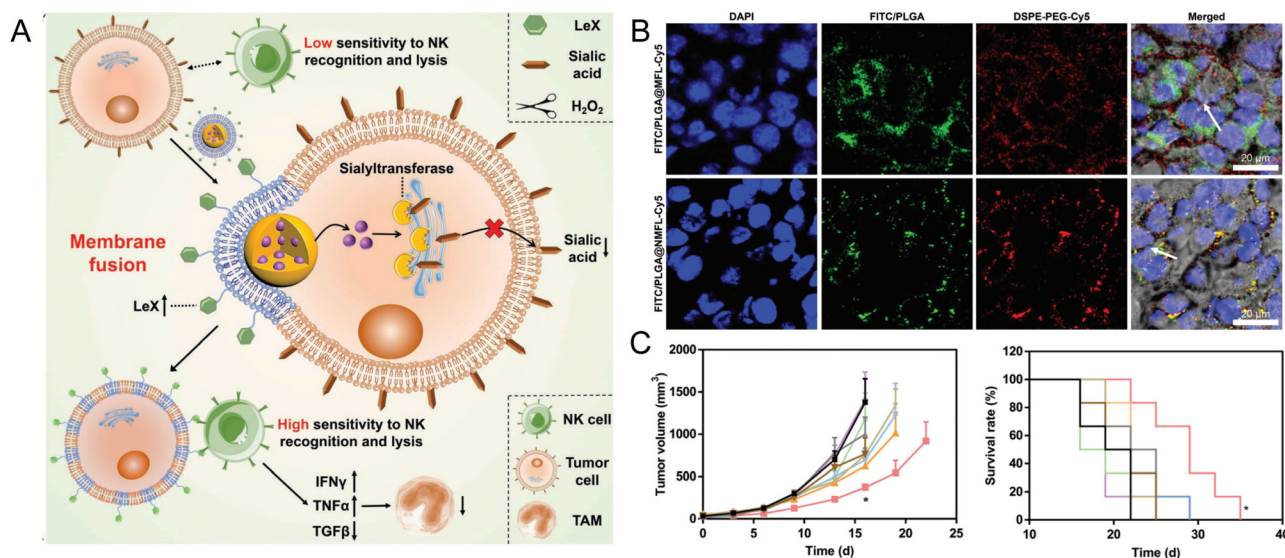 A
Low sensitivity to NK
recognition and lysis
LeX
Sialic
acid
H₂O₂
Sialyltransferase
Membrane
fusion
LeX
Sialic
acid
High sensitivity to NK
recognition and lysis
IFNγ
TNFα
TGFβ
NK cell
Tumor
cell
TAM
B
DAPI
FITC/PLGA
DSPE-PEG-Cy5
Merged
FITC/PLGA@MFL-Cy5
20 μm
FITC/PLGA@NMFL-Cy5
20 μm
C
Tumor volume (mm³)
2000
1500
1000
500
0
*
0 5 10 15 20 25
Time (d)
Survival rate (%)
120
100
80
60
40
20
0
*
10 20 30 40
Time (d)